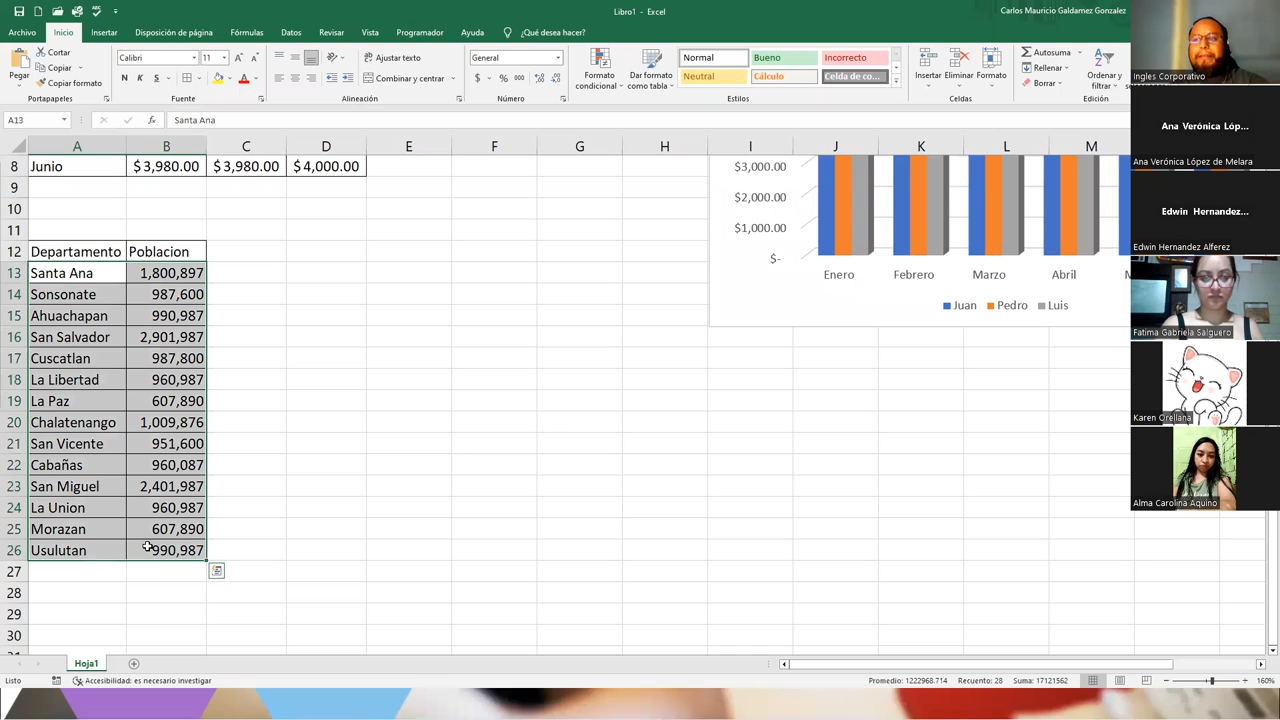 Libro1 - Excel
Carlos Mauricio Galdamez Gonzalez
Archivo Inicio Insertar Disposición de página Fórmulas Datos Revisar Vista Programador Ayuda ¿Qué desea hacer?
Pegar
Cortar
Copiar
Copiar formato
Portapapeles
Calibri 11
N K S
Fuente
Ajustar texto
Combinar y centrar
Alineación
General
$ % 000
Número
Formato condicional
Dar formato como tabla
Normal Bueno Incorrecto
Neutral Cálculo Celda de co...
Estilos
Insertar Eliminar Formato
Celdas
Autosuma
Rellenar
Borrar
Ordenar y
Edición
A13 fx Santa Ana
A B C D E F G H I J K L M
8 Junio $ 3,980.00 $ 3,980.00 $ 4,000.00
9
10
11
12 Departamento Poblacion
13 Santa Ana 1,800,897
14 Sonsonate 987,600
15 Ahuachapan 990,987
16 San Salvador 2,901,987
17 Cuscatlan 987,800
18 La Libertad 960,987
19 La Paz 607,890
20 Chalatenango 1,009,876
21 San Vicente 951,600
22 Cabañas 960,087
23 San Miguel 2,401,987
24 La Union 960,987
25 Morazan 607,890
26 Usulutan 990,987
27
28
29
30
$3,000.00
$2,000.00
$1,000.00
$-
Enero Febrero Marzo Abril
Juan Pedro Luis
Ingles Corporativo
Ana Verónica Lóp...
Ana Verónica López de Melara
Edwin Hernandez...
Edwin Hernandez Alferez
Fatima Gabriela Salguero
Karen Orellana
Alma Carolina Aquino
Hoja1
Listo Accesibilidad: es necesario investigar Promedio: 1222968.714 Recuento: 28 Suma: 17121562 160%